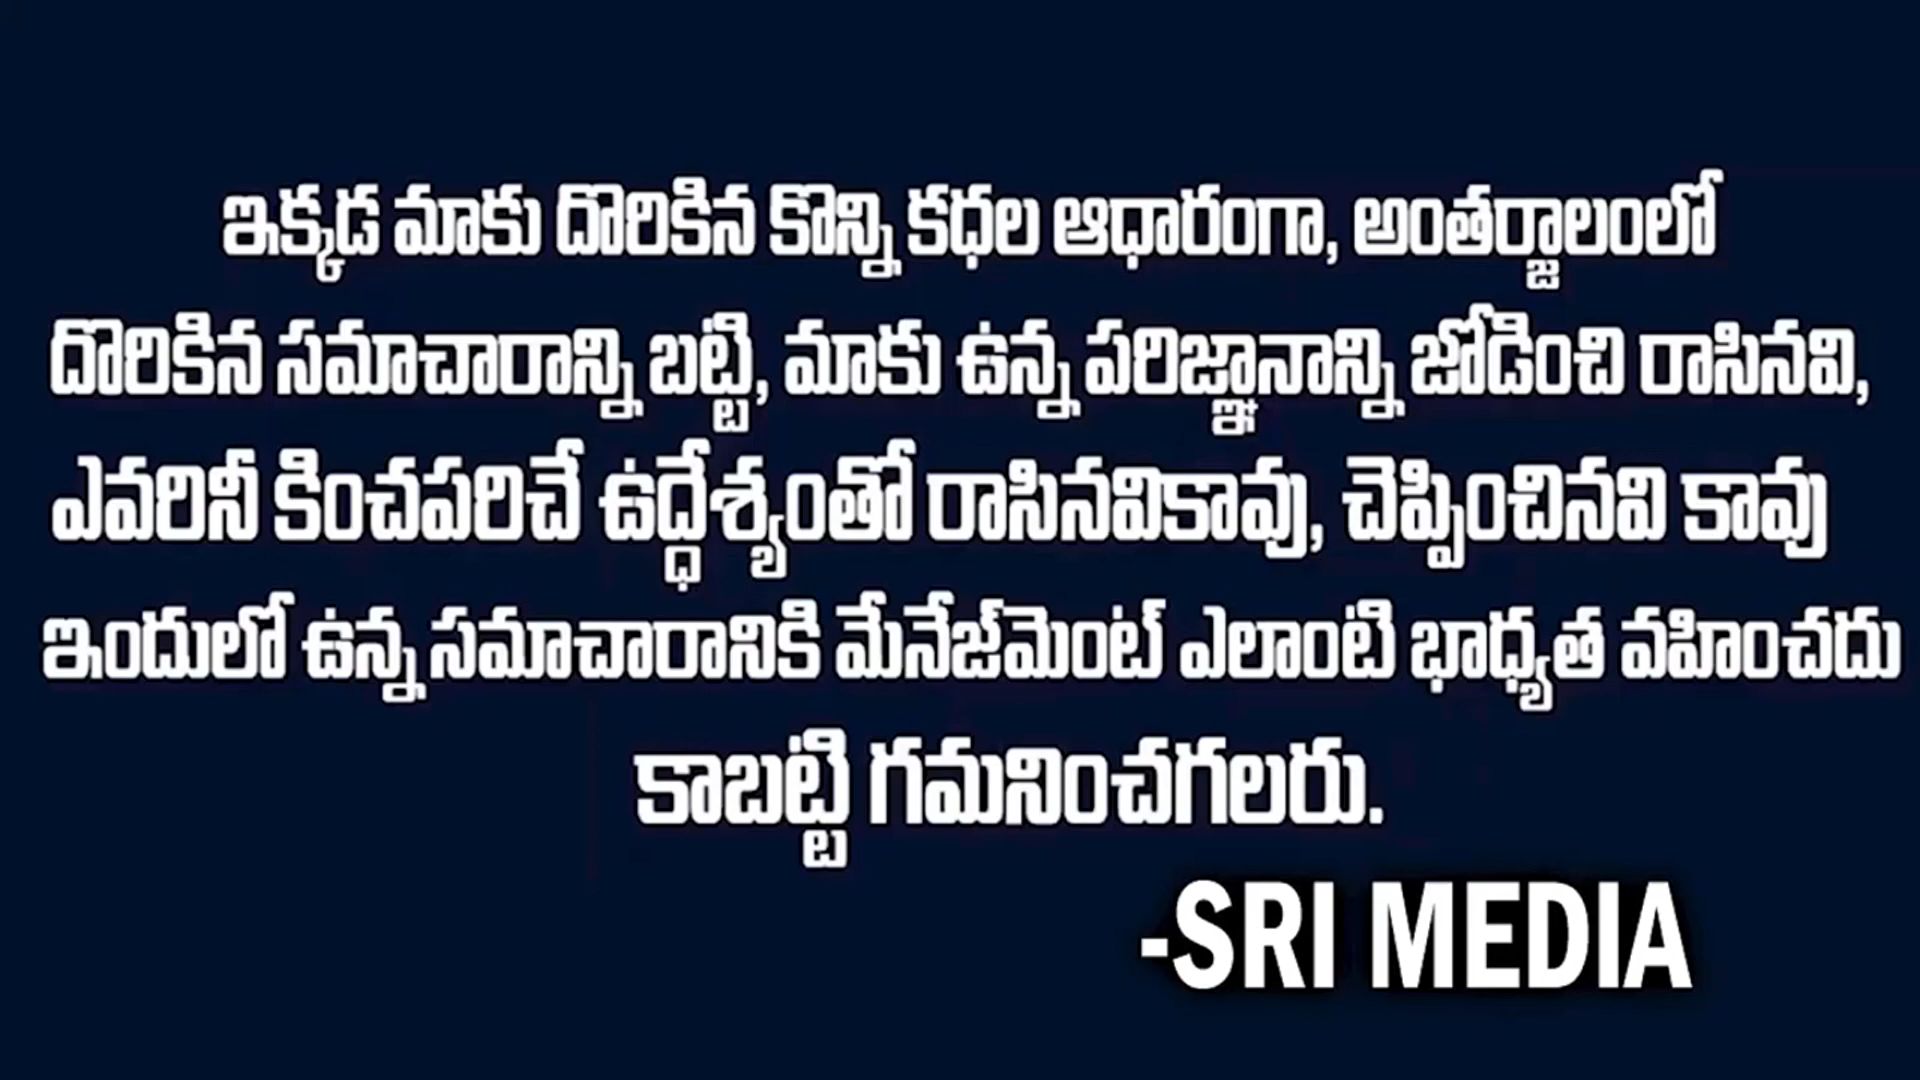 ఇక్కడ మాకు దొరికిన కొన్ని కధల ఆధారంగా, అంతర్జాలంలో
దొరికిన సమాచారాన్ని బట్టి, మాకు ఉన్న పరిజ్ఞానాన్ని జోడించి రాసినవి,
ఎవరినీ కించపరిచే ఉద్ధేశ్యంతో రాసినవికావు, చెప్పించినవి కావు
ఇందులో ఉన్న సమాచారానికి మేనేజ్‌మెంట్ ఎలాంటి భాధ్యత వహించదు
కాబట్టి గమనించగలరు.
-SRI MEDIA